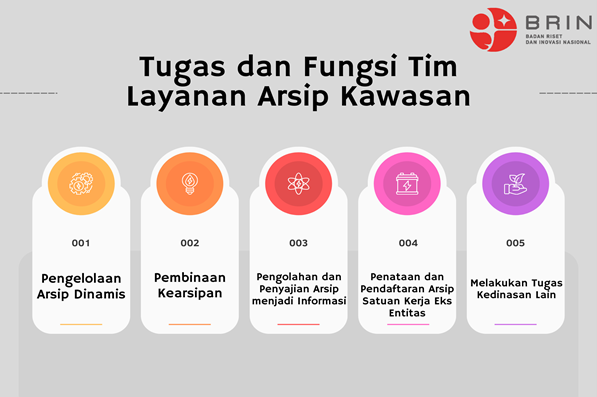 BRIN
BADAN RISET
DAN INOVASI NASIONAL
Tugas dan Fungsi Tim
Layanan Arsip Kawasan
001
Pengelolaan
Arsip Dinamis
002
Pembinaan
Kearsipan
003
Pengolahan dan
Penyajian Arsip
menjadi Informasi
004
Penataan dan
Pendaftaran Arsip
Satuan Kerja Eks
Entitas
005
Melakukan Tugas
Kedinasan Lain